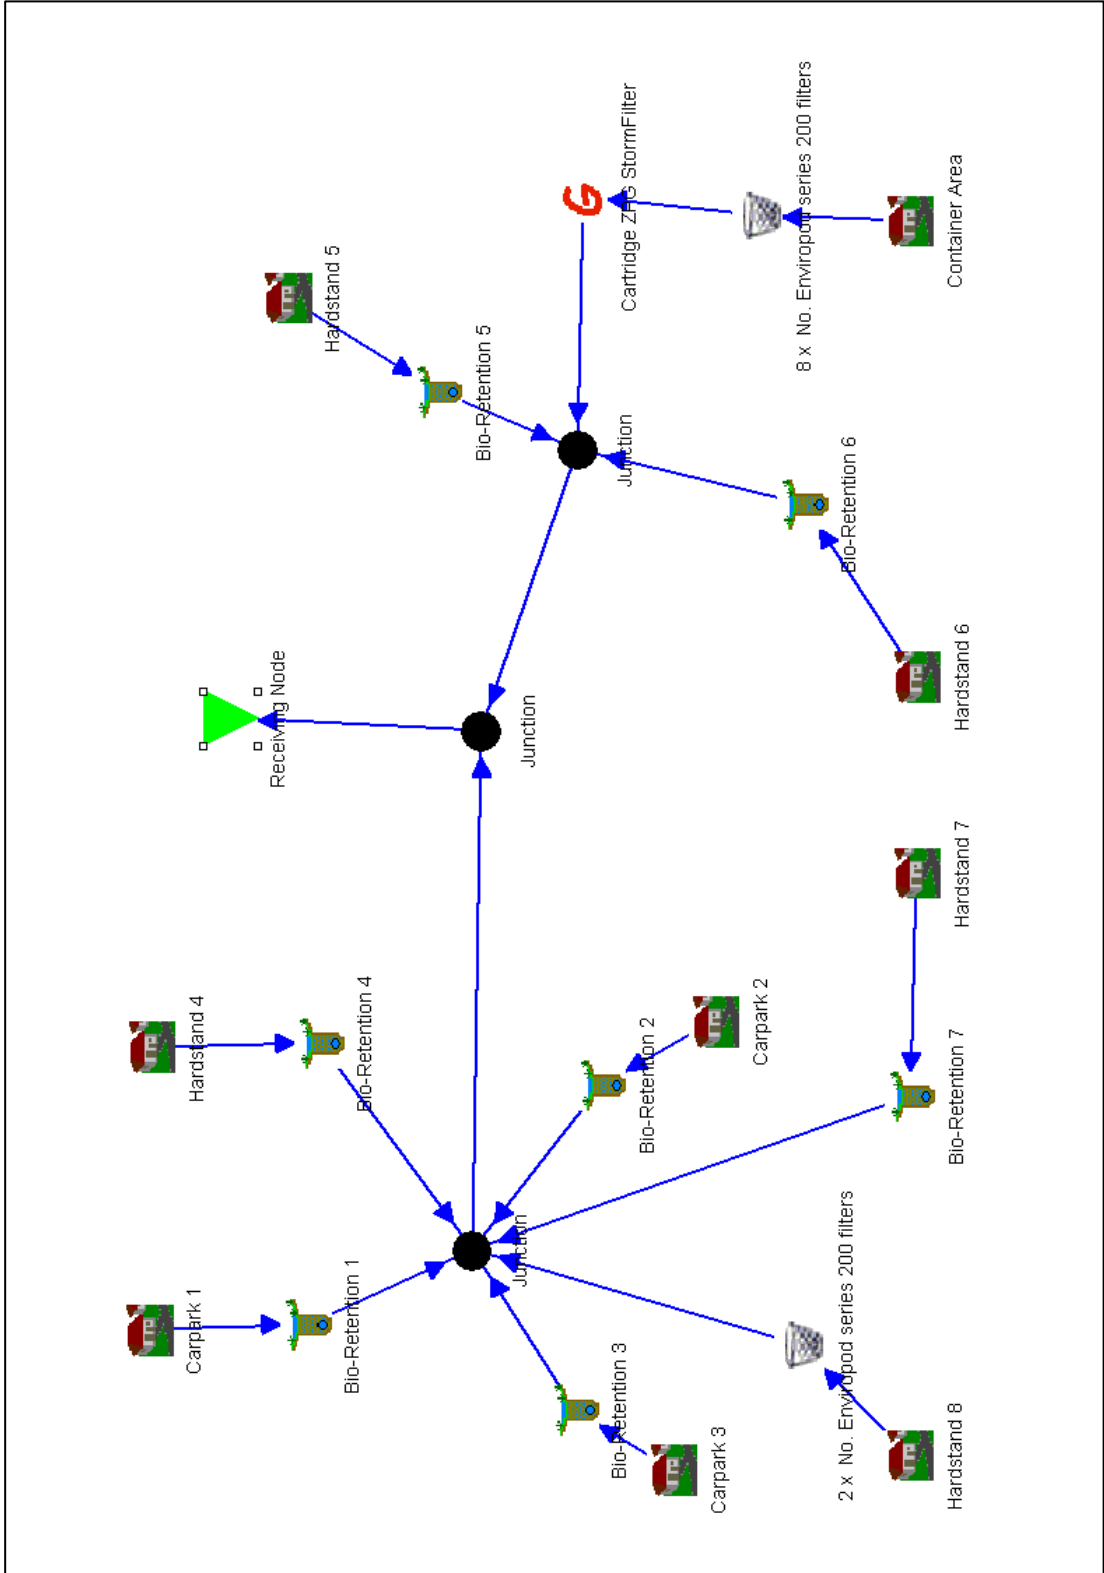 Carpark 1
Hardstand 4
Receiving Node
Hardstand 5
Bio-Retention 1
Bio-Retention 4
Bio-Retention 5
Junction
Junction
Junction
Cartridge ZPG StormFilter
Bio-Retention 3
Bio-Retention 2
Carpark 3
Carpark 2
8 x No. Enviropod series 200 filters
2 x No. Enviropod series 200 filters
Bio-Retention 6
Hardstand 8
Bio-Retention 7
Hardstand 7
Hardstand 6
Container Area